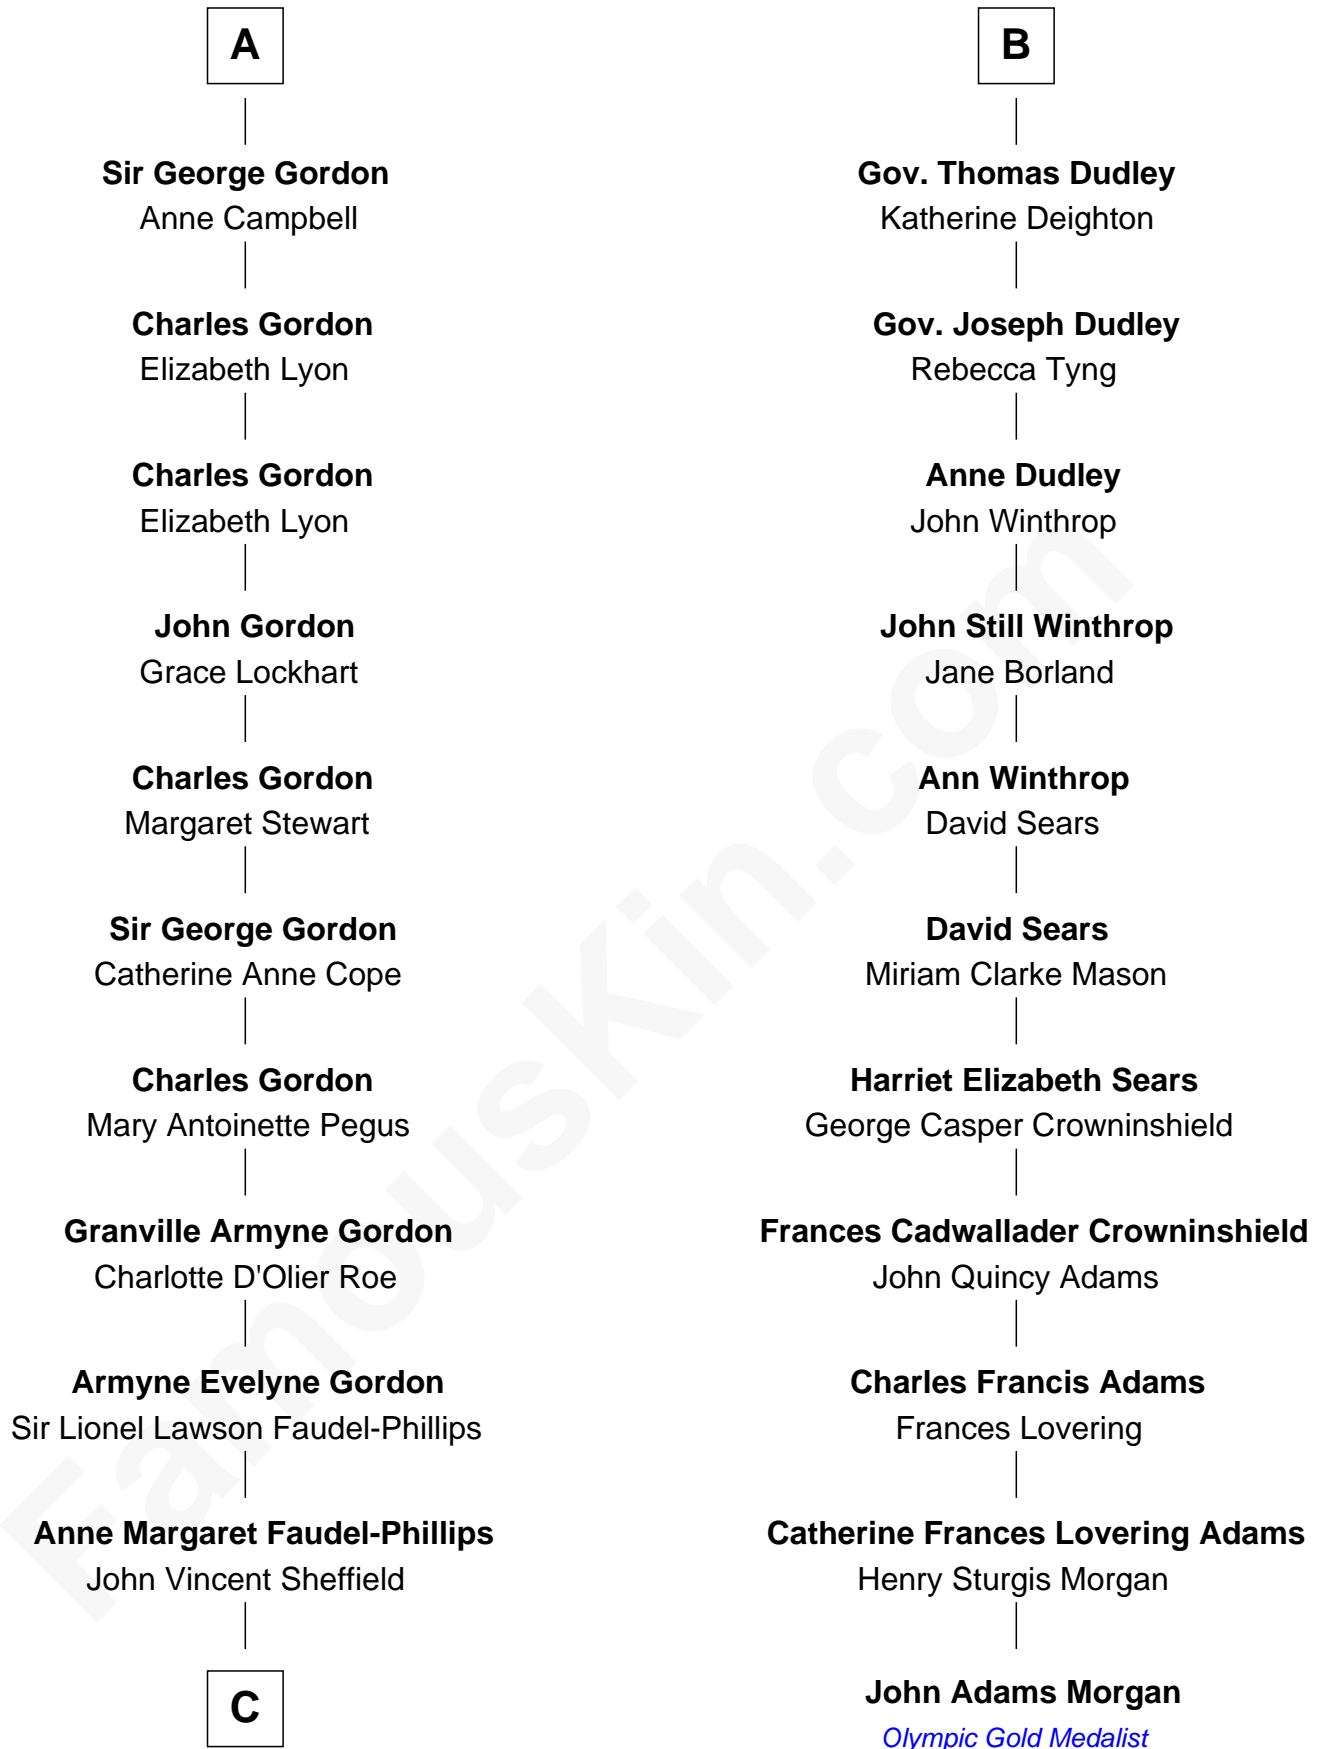 A
Sir George Gordon
Anne Campbell
Charles Gordon
Elizabeth Lyon
Charles Gordon
Elizabeth Lyon
John Gordon
Grace Lockhart
Charles Gordon
Margaret Stewart
Sir George Gordon
Catherine Anne Cope
Charles Gordon
Mary Antoinette Pegus
Granville Armyne Gordon
Charlotte D'Olier Roe
Armyne Evelyne Gordon
Sir Lionel Lawson Faudel-Phillips
Anne Margaret Faudel-Phillips
John Vincent Sheffield
C
B
Gov. Thomas Dudley
Katherine Deighton
Gov. Joseph Dudley
Rebecca Tyng
Anne Dudley
John Winthrop
John Still Winthrop
Jane Borland
Ann Winthrop
David Sears
David Sears
Miriam Clarke Mason
Harriet Elizabeth Sears
George Casper Crowninshield
Frances Cadwallader Crowninshield
John Quincy Adams
Charles Francis Adams
Frances Lovering
Catherine Frances Lovering Adams
Henry Sturgis Morgan
John Adams Morgan
Olympic Gold Medalist
FamousKin.com